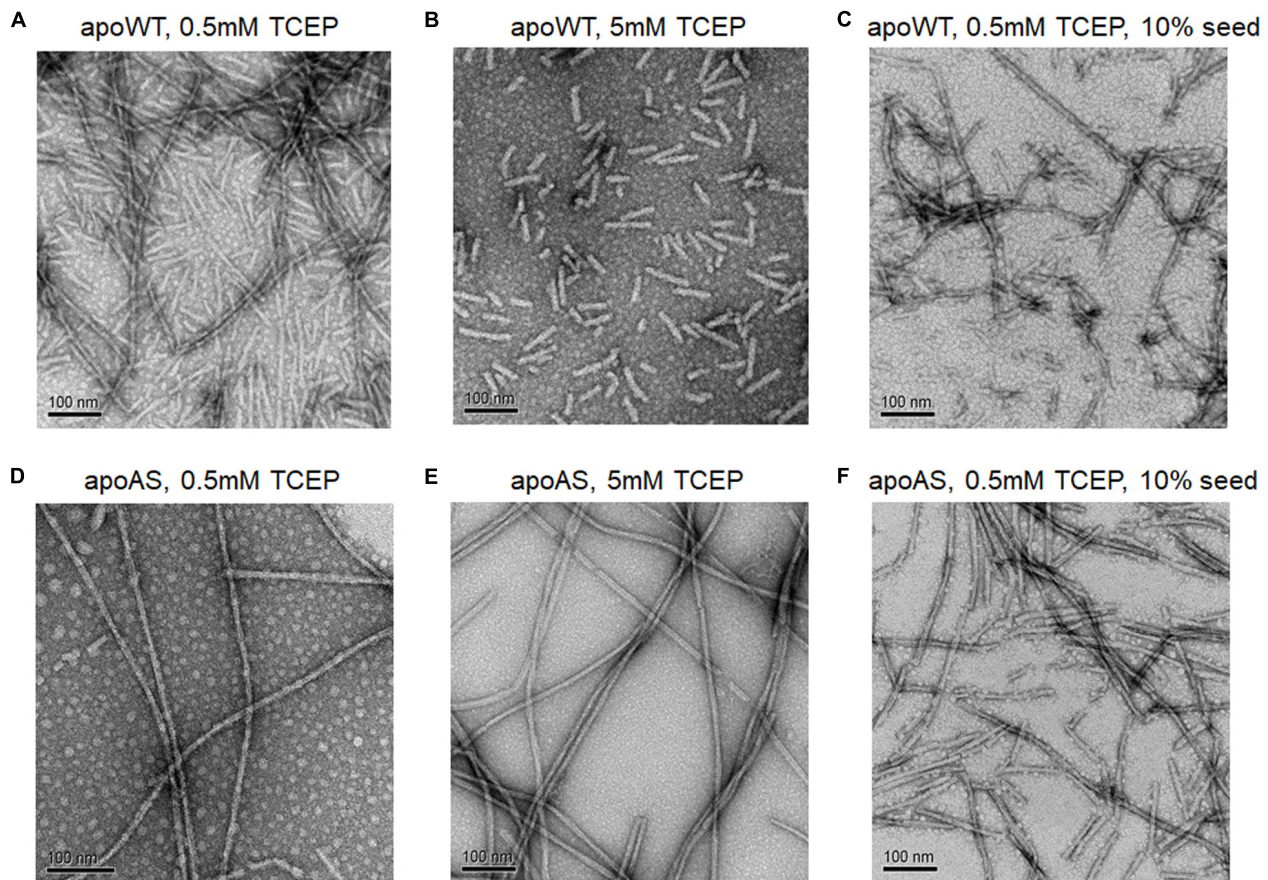 A apoWT, 0.5mM TCEP
B apoWT, 5mM TCEP
C apoWT, 0.5mM TCEP, 10% seed
100 nm
100 nm
100 nm
D apoAS, 0.5mM TCEP
E apoAS, 5mM TCEP
F apoAS, 0.5mM TCEP, 10% seed
100 nm
100 nm
100 nm